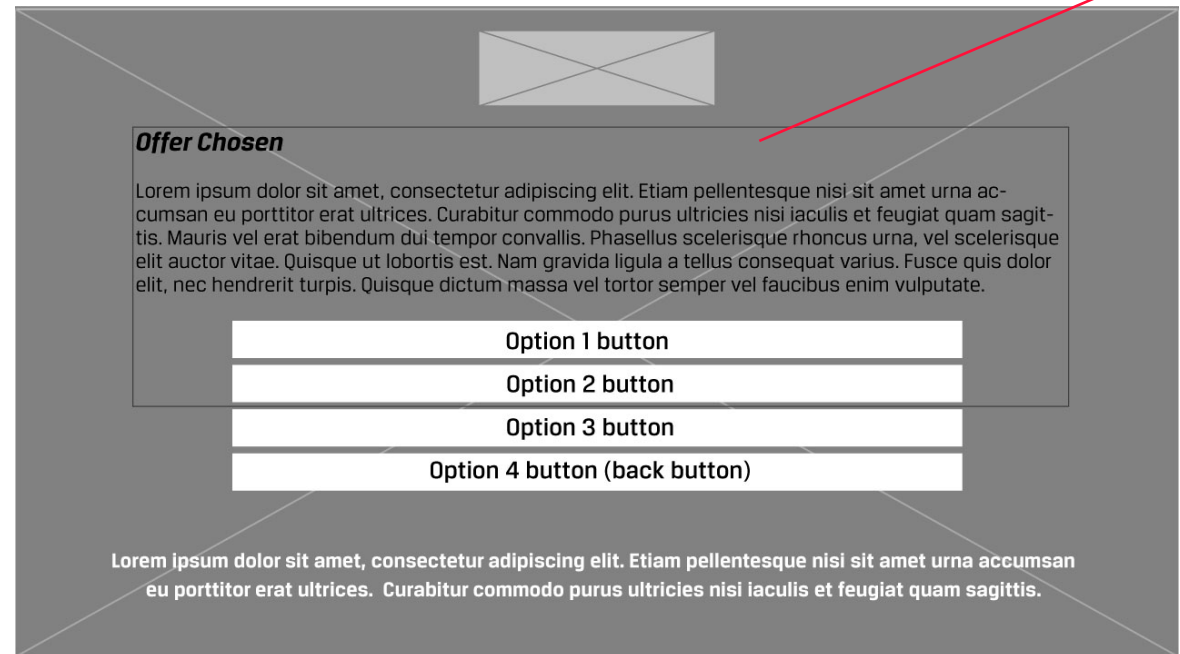 Offer Chosen
Lorem ipsum dolor sit amet, consectetur adipiscing elit. Etiam pellentesque nisi sit amet urna ac-
cumsan eu porttitor erat ultrices. Curabitur commodo purus ultricies nisi iaculis et feugiat quam sagit-
tis. Mauris vel erat bibendum dui tempor convallis. Phasellus scelerisque rhoncus urna, vel scelerisque
elit auctor vitae. Quisque ut lobortis est. Nam gravida ligula a tellus consequat varius. Fusce quis dolor
elit, nec hendrerit turpis. Quisque dictum massa vel tortor semper vel faucibus enim vulputate.
Option 1 button
Option 2 button
Option 3 button
Option 4 button (back button)
Lorem ipsum dolor sit amet, consectetur adipiscing elit. Etiam pellentesque nisi sit amet urna accumsan
eu porttitor erat ultrices.  Curabitur commodo purus ultricies nisi iaculis et feugiat quam sagittis.